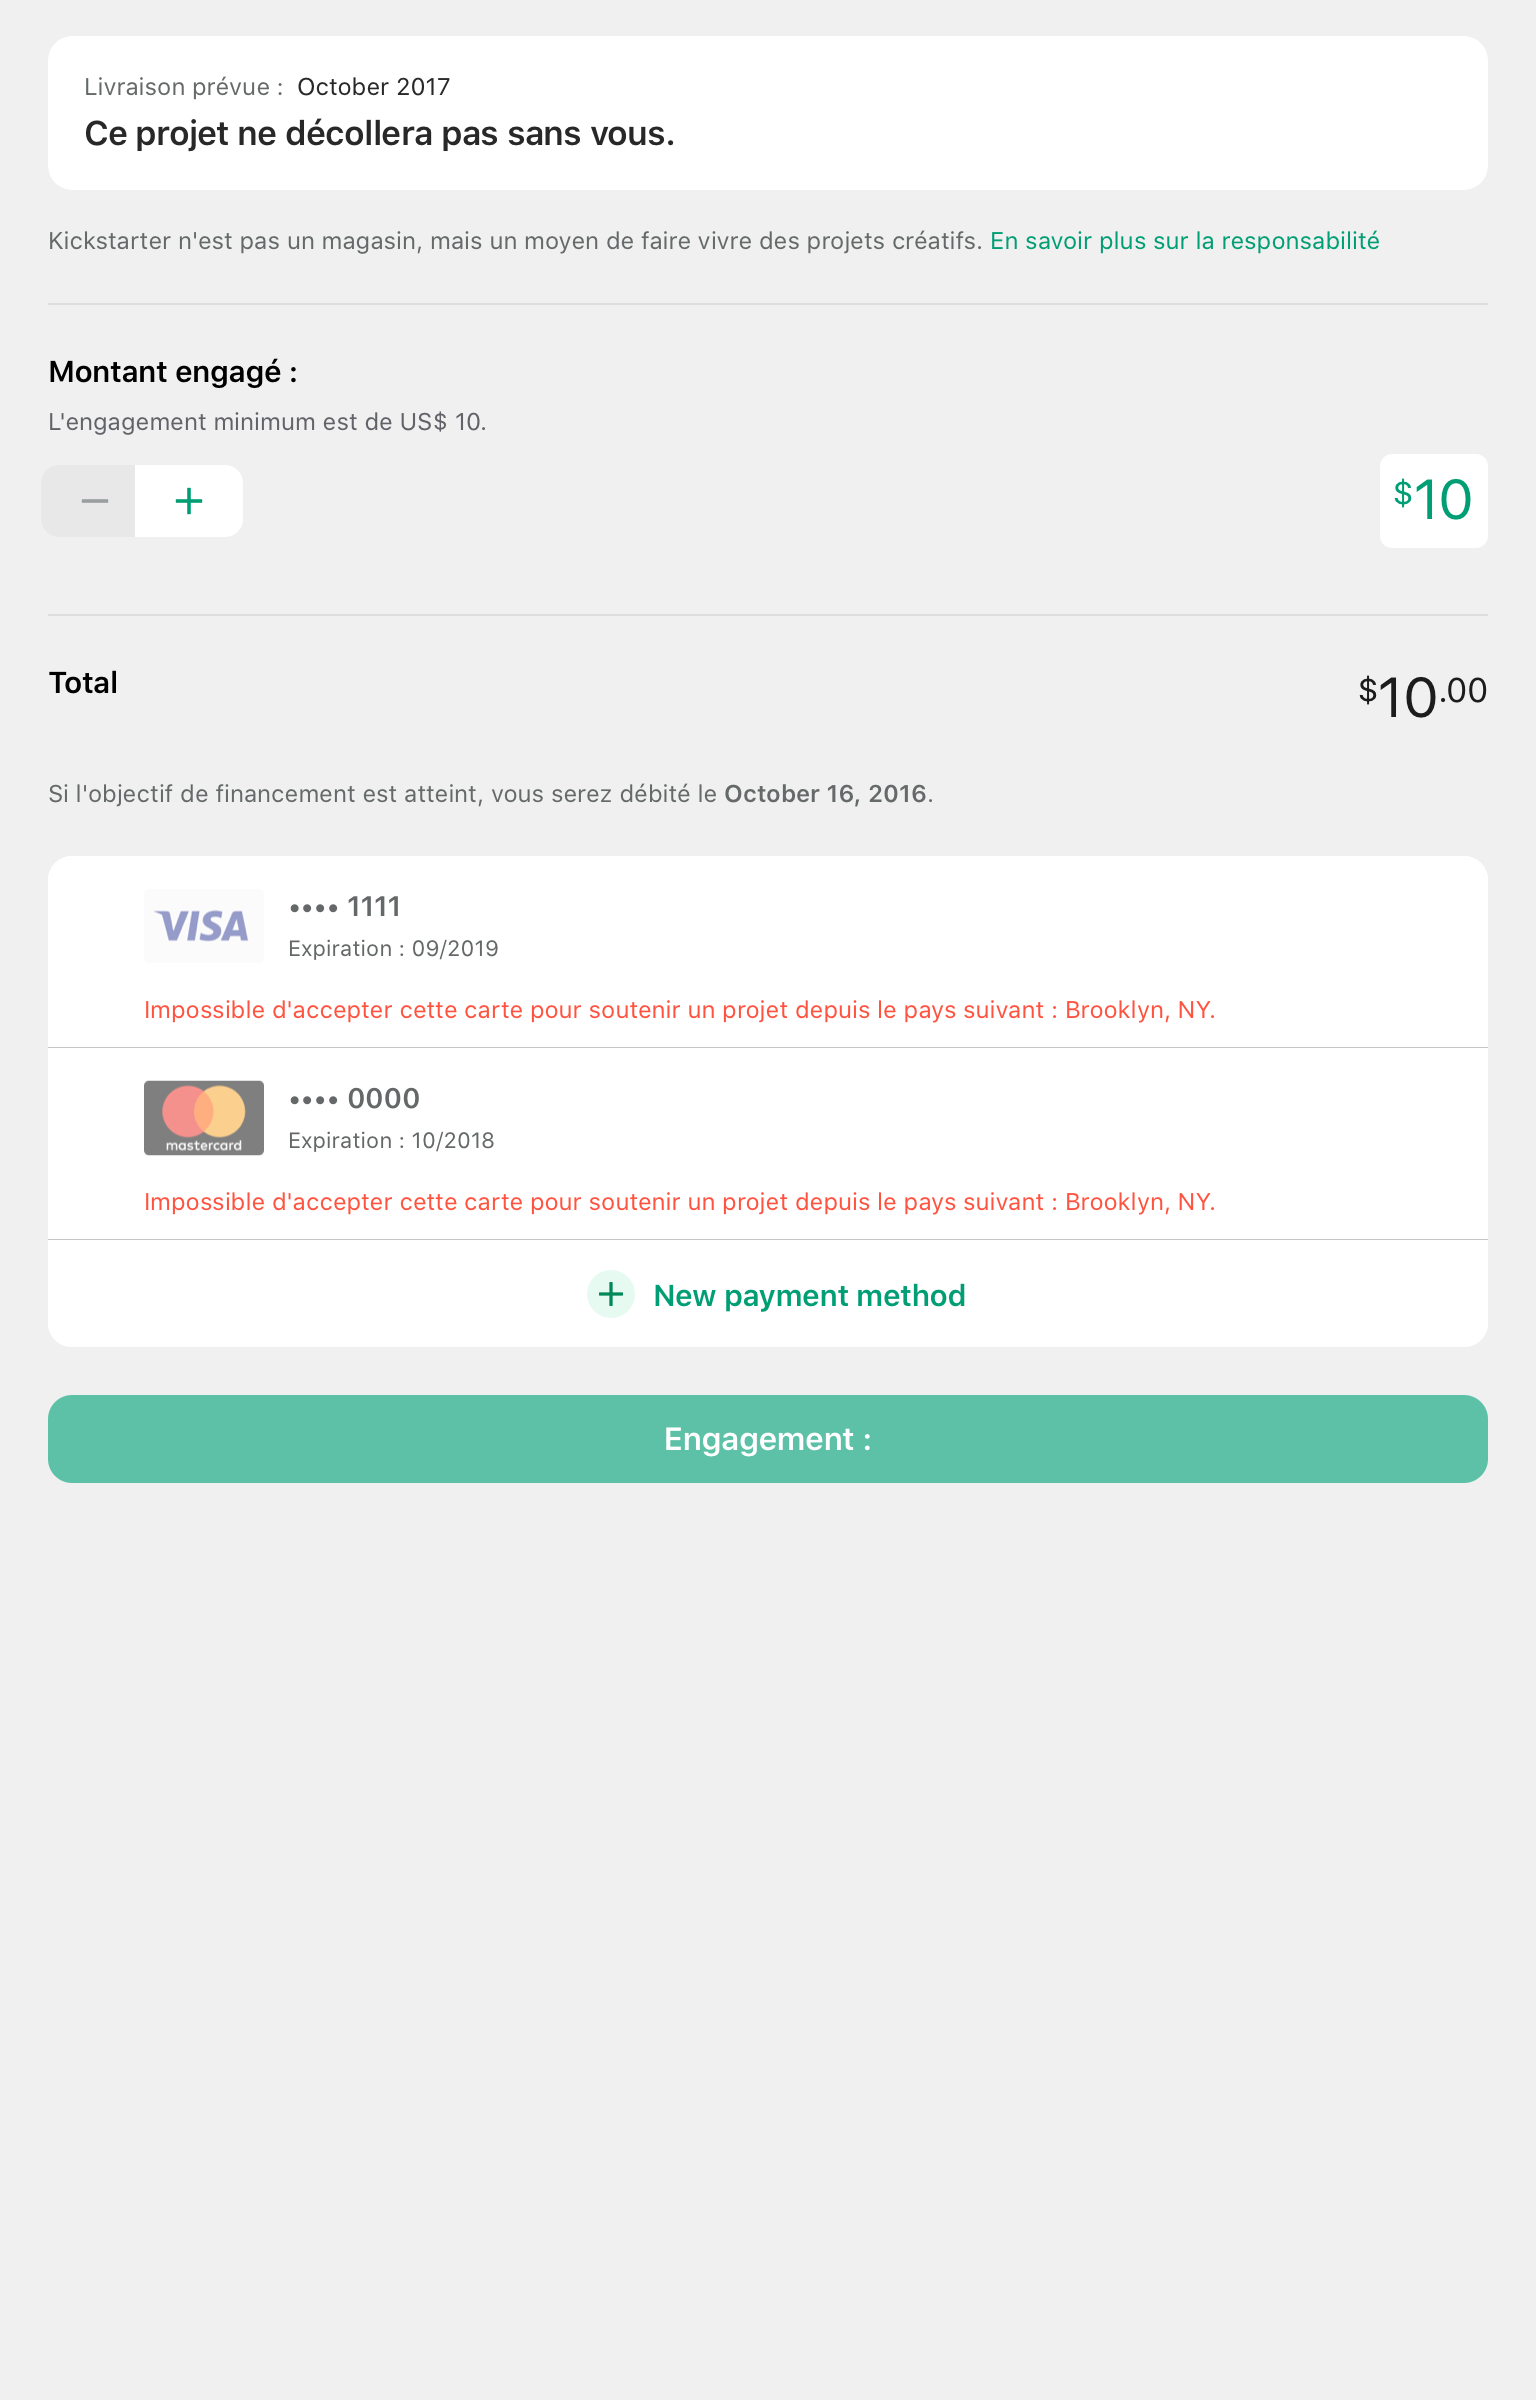 Livraison prévue : October 2017
Ce projet ne décollera pas sans vous.
Kickstarter n'est pas un magasin, mais un moyen de faire vivre des projets créatifs. En savoir plus sur la responsabilité
Montant engagé :
L'engagement minimum est de US$ 10.
$10
Total
$10.00
Si l'objectif de financement est atteint, vous serez débité le October 16, 2016.
VISA
•••• 1111
Expiration : 09/2019
Impossible d'accepter cette carte pour soutenir un projet depuis le pays suivant : Brooklyn, NY.
mastercard
•••• 0000
Expiration : 10/2018
Impossible d'accepter cette carte pour soutenir un projet depuis le pays suivant : Brooklyn, NY.
New payment method
Engagement :